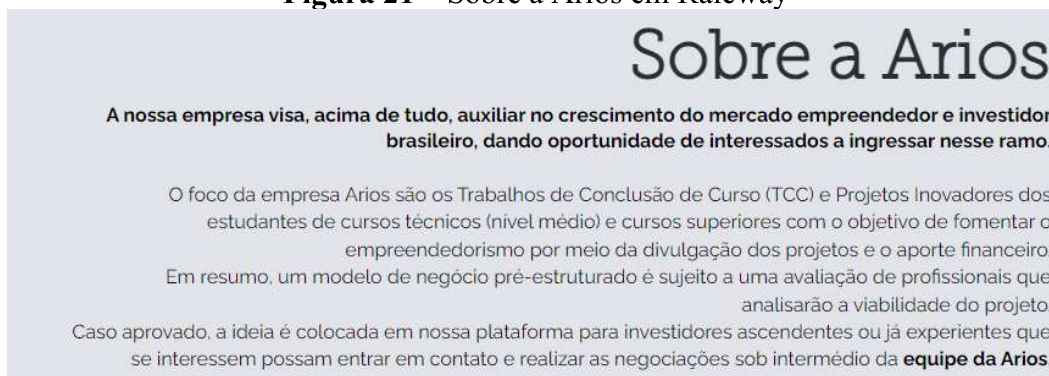 Figura 21 – Sobre a Arios em Raleway
Sobre a Arios
A nossa empresa visa, acima de tudo, auxiliar no crescimento do mercado empreendedor e investidor
brasileiro, dando oportunidade de interessados a ingressar nesse ramo.
O foco da empresa Arios são os Trabalhos de Conclusão de Curso (TCC) e Projetos Inovadores dos
estudantes de cursos técnicos (nível médio) e cursos superiores com o objetivo de fomentar o
empreendedorismo por meio da divulgação dos projetos e o aporte financeiro.
Em resumo, um modelo de negócio pré-estruturado é sujeito a uma avaliação de profissionais que
analisarão a viabilidade do projeto.
Caso aprovado, a ideia é colocada em nossa plataforma para investidores ascendentes ou já experientes que
se interessem possam entrar em contato e realizar as negociações sob intermédio da equipe da Arios.